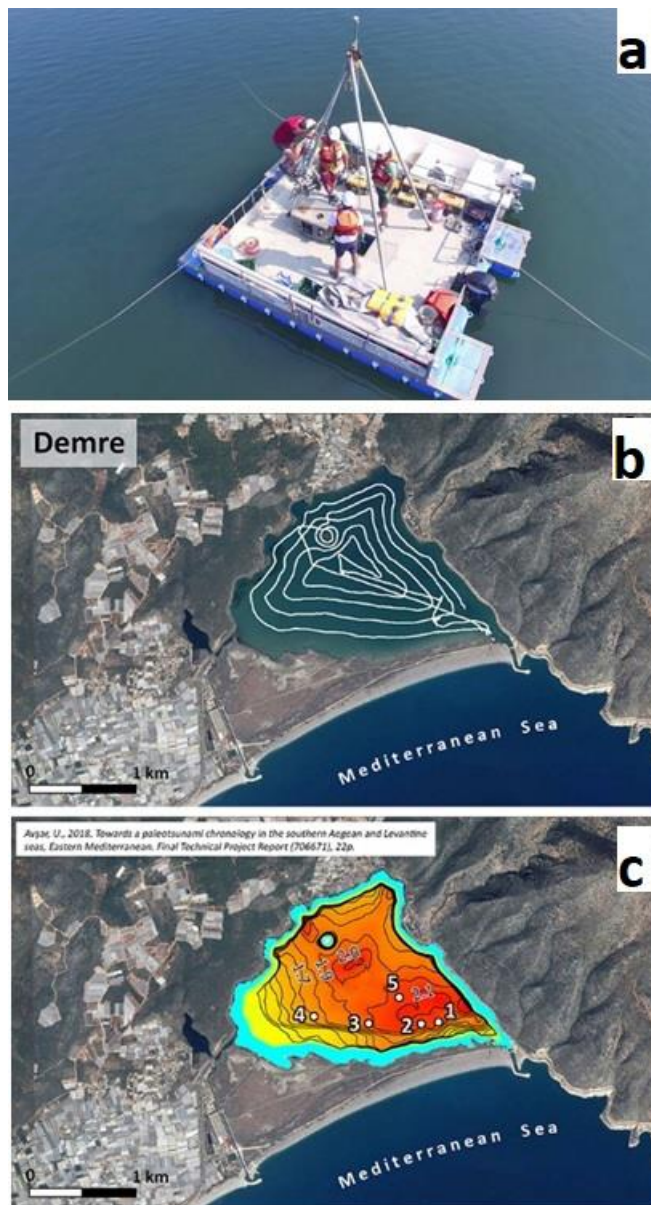 a
Demre
b
0 1 km
Mediterranean Sea
Avşar, U., 2018. Towards a paleotsunami chronology in the southern Aegean and Levantine
seas, Eastern Mediterranean. Final Technical Project Report (706671), 22p.
c
5
4 3 2 1
0 1 km
Mediterranean Sea